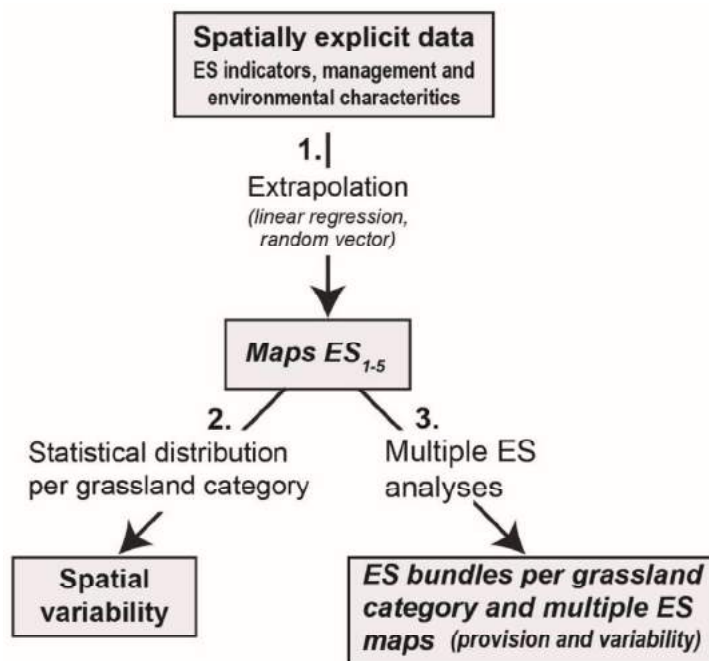 Spatially explicit data
ES indicators, management and
environmental characteritics
1.
Extrapolation
(linear regression,
random vector)
Maps ES1-5
2.
Statistical distribution
per grassland category
3.
Multiple ES
analyses
Spatial
variability
ES bundles per grassland
category and multiple ES
maps (provision and variability)